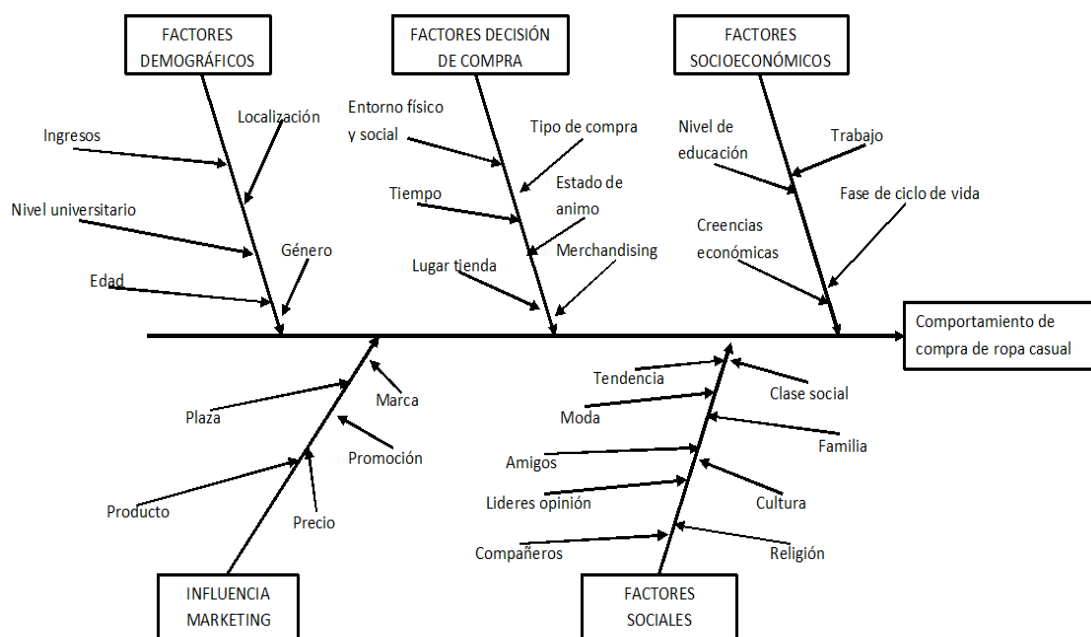 FACTORES
DEMOGRÁFICOS
FACTORES DECISIÓN
DE COMPRA
FACTORES
SOCIOECONÓMICOS
Localización
Ingresos
Nivel universitario
Género
Edad
Entorno físico
y social
Tipo de compra
Tiempo
Estado de
animo
Lugar tienda
Merchandising
Nivel de
educación
Trabajo
Fase de ciclo de vida
Creencias
económicas
Comportamiento de
compra de ropa casual
Marca
Plaza
Promoción
Producto
Precio
Tendencia
Clase social
Moda
Familia
Amigos
Lideres opinión
Cultura
Compañeros
Religión
INFLUENCIA
MARKETING
FACTORES
SOCIALES